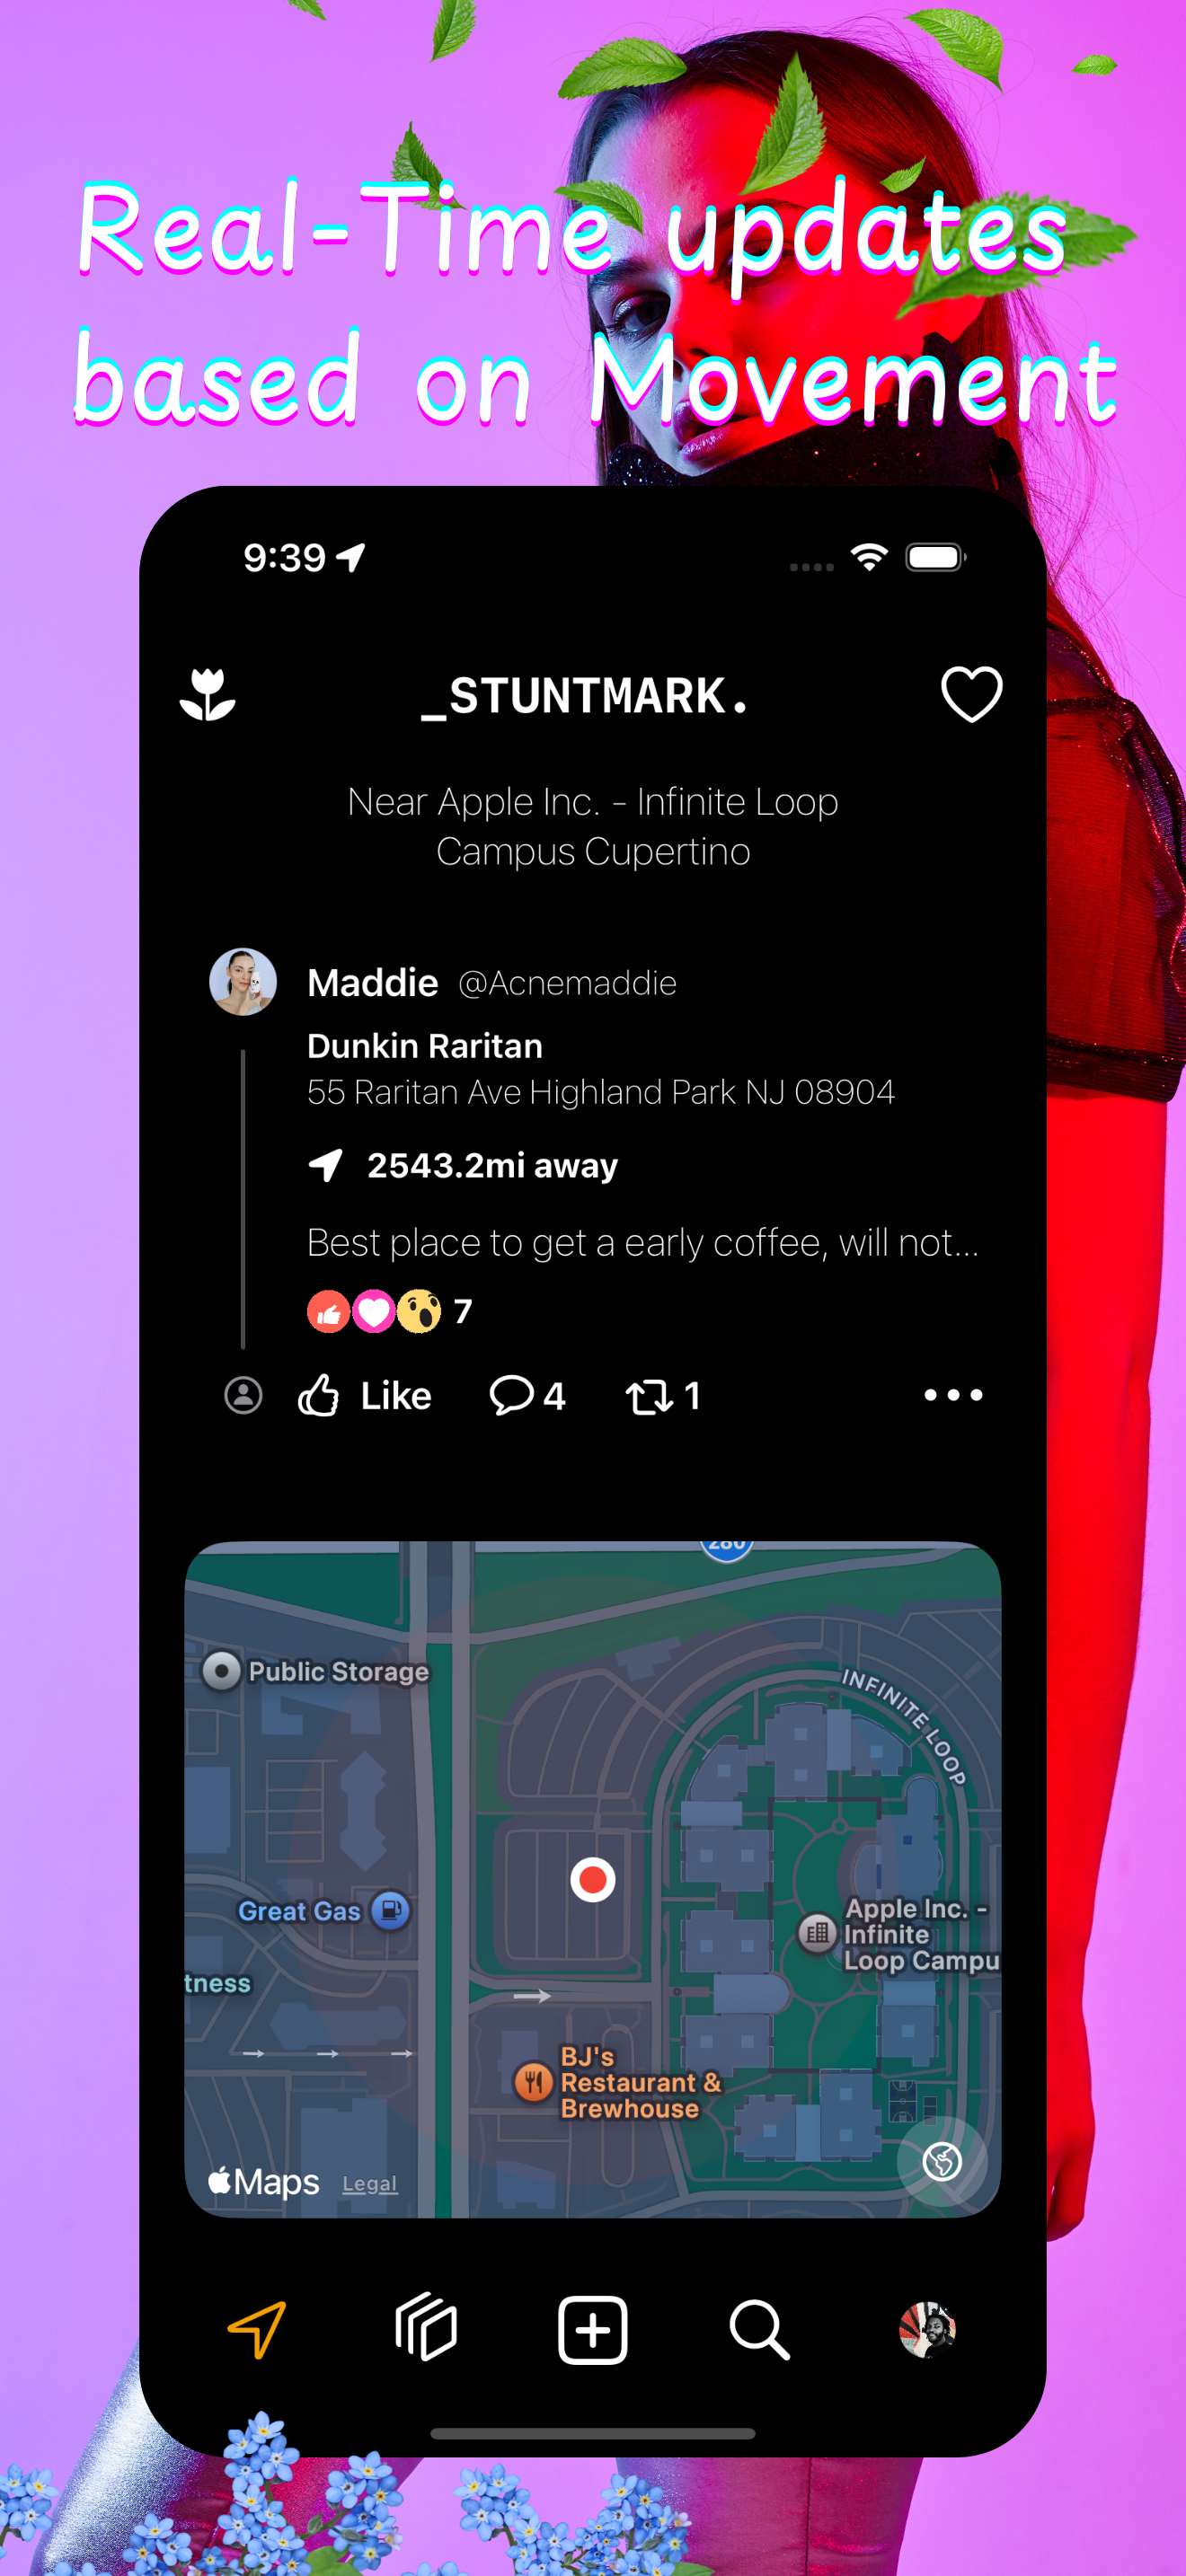 Real-Time updates
based on Movement
9:39
_STUNTMARK.
Near Apple Inc. - Infinite Loop
Campus Cupertino
Maddie @Acnemaddie
Dunkin Raritan
55 Raritan Ave Highland Park NJ 08904
2543.2mi away
Best place to get a early coffee, will not...
7
Like 4 1
280
Public Storage
INFINITE LOOP
Great Gas
Apple Inc. -
Infinite
Loop Campu
tness
BJ's
Restaurant &
Brewhouse
Maps Legal